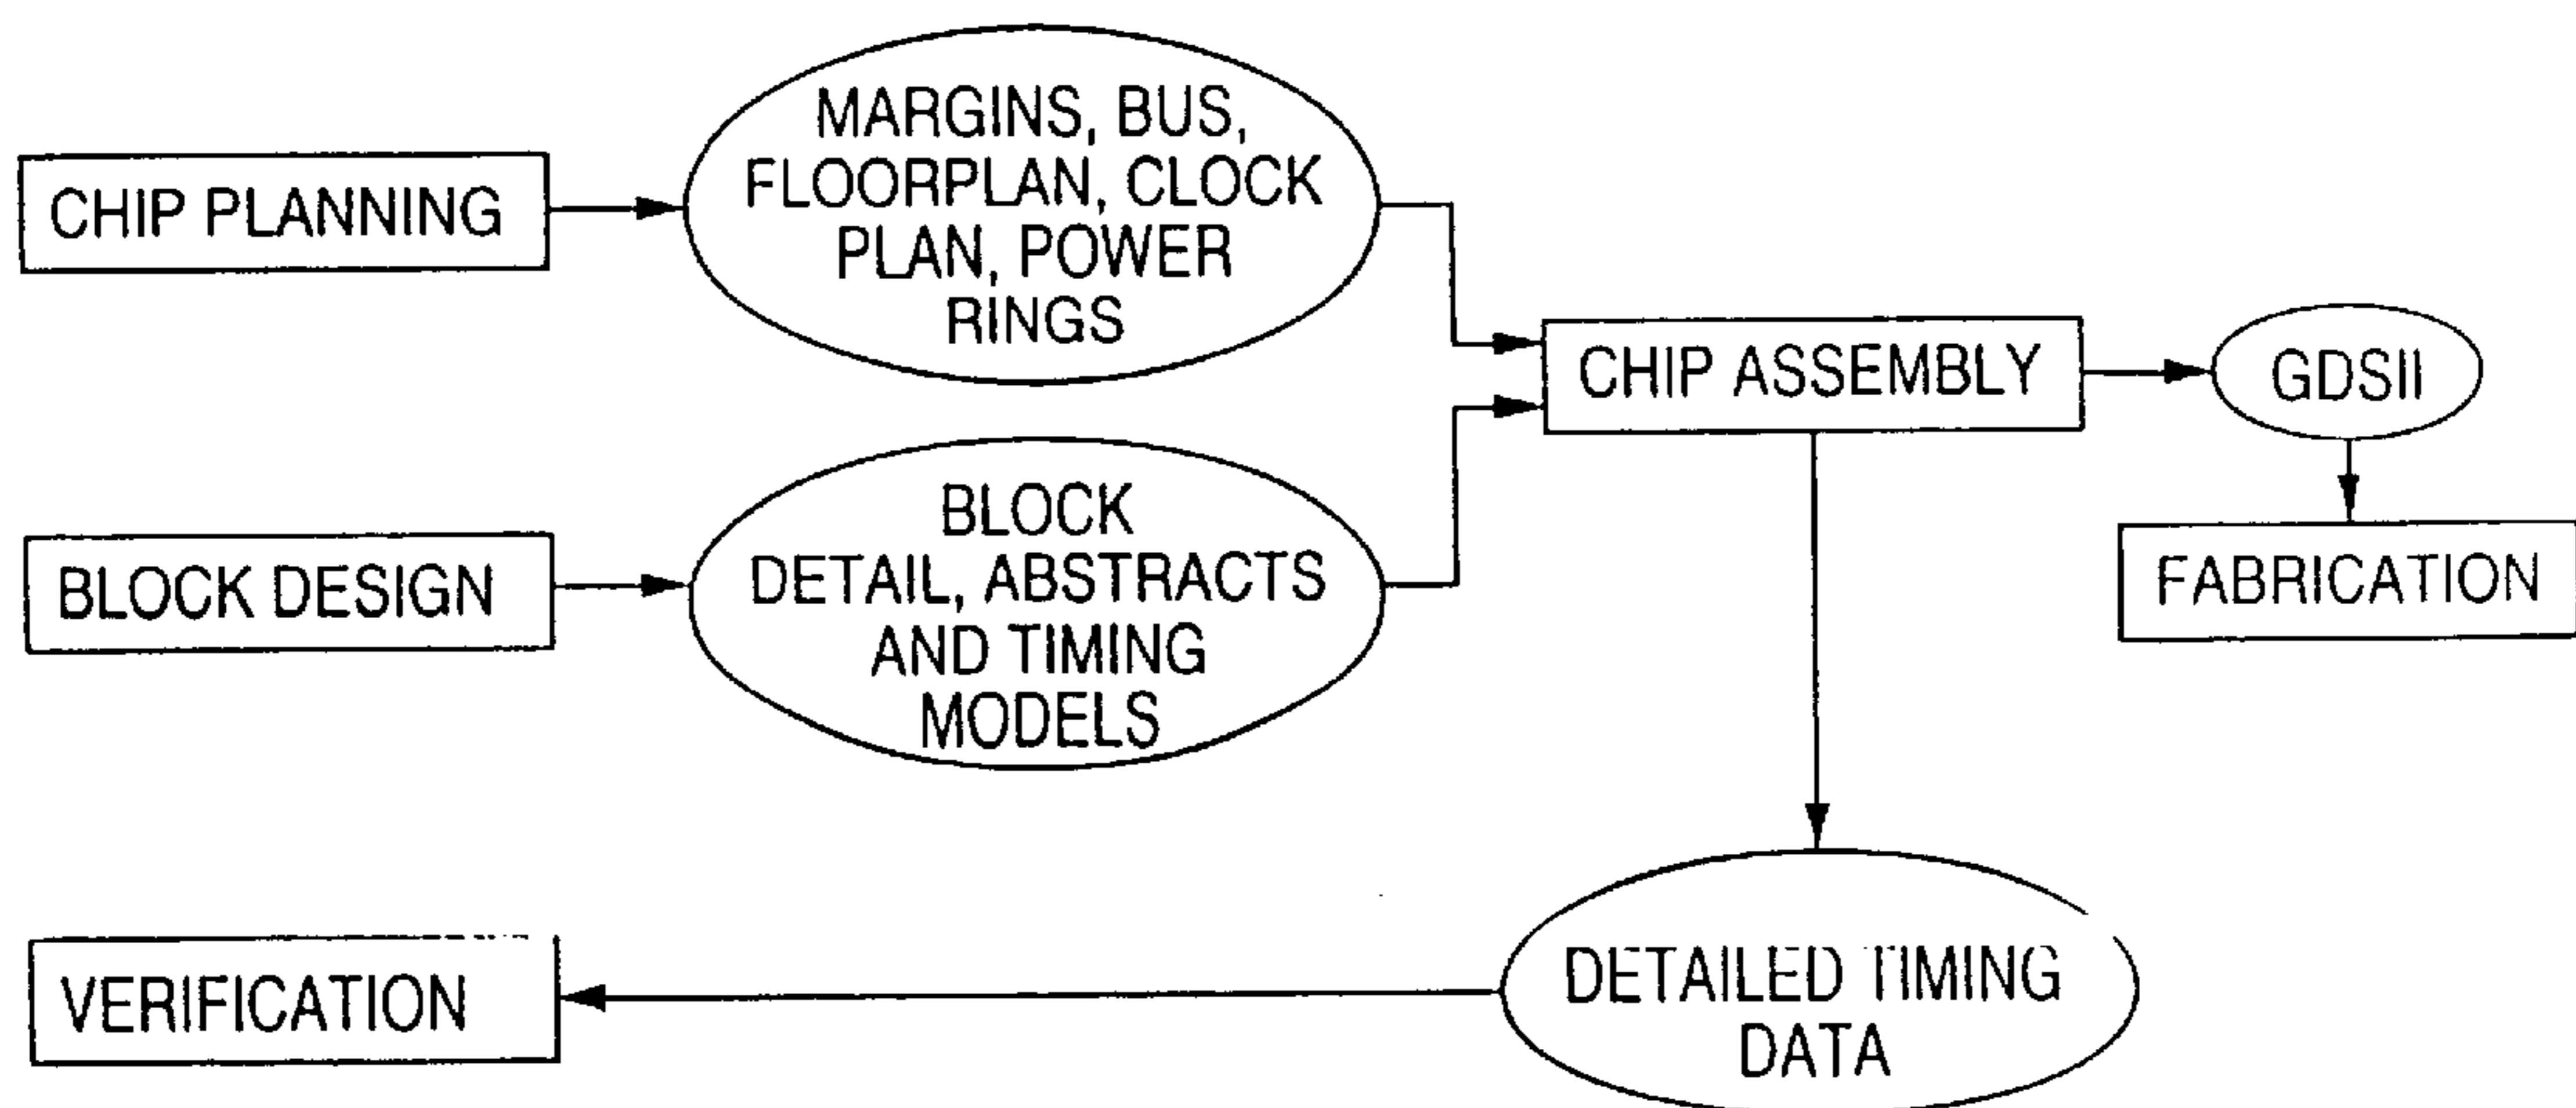 CHIP PLANNING
MARGINS, BUS,
FLOORPLAN, CLOCK
PLAN, POWER
RINGS
BLOCK DESIGN
BLOCK
DETAIL, ABSTRACTS
AND TIMING
MODELS
CHIP ASSEMBLY
GDSII
FABRICATION
DETAILED TIMING
DATA
VERIFICATION